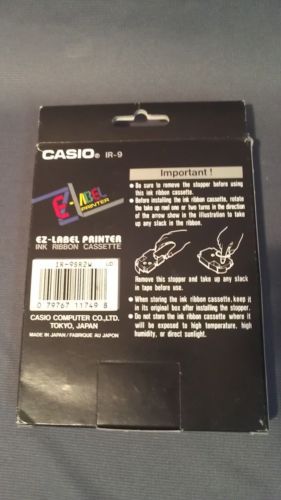 CASIO® IR-9
EZ-LABEL
PRINTER
EZ-LABEL PRINTER
INK RIBBON CASSETTE
IR-9SR2W
0 79767 11749 8
CASIO COMPUTER CO.,LTD.
TOKYO, JAPAN
MADE IN JAPAN / FABRIQUE AU JAPON
Important !
● Be sure to remove the stopper before using
this ink ribbon cassette.
● Before installing the ink ribbon cassette, rotate
the take up reel one or two turns in the direction
of the arrow show in the illustration to take
up any slack in the ribbon.
Remove this stopper and take up any slack
in tape before use.
● When storing the ink ribbon cassette, keep it
in its original box after installing the stopper.
● Do not store the ink ribbon cassette where it
will be exposed to high temperature, high
humidity, or direct sunlight.